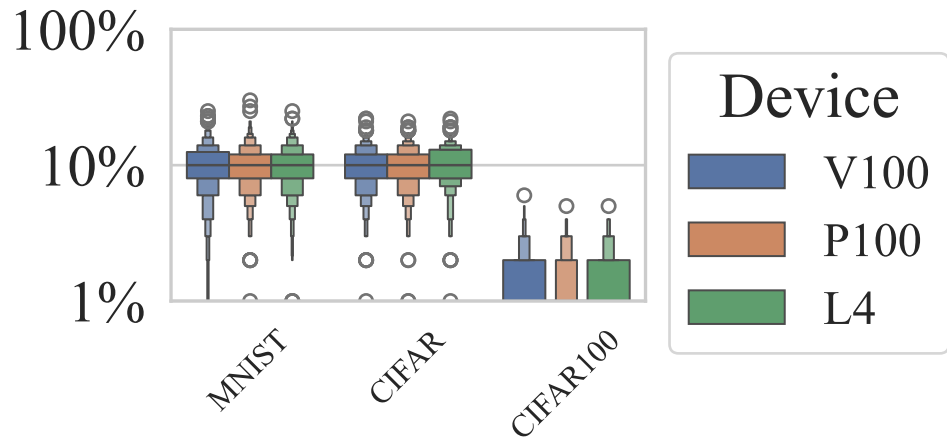 100%
10%
1%
MNIST
CIFAR
CIFAR100
Device
V100
P100
L4